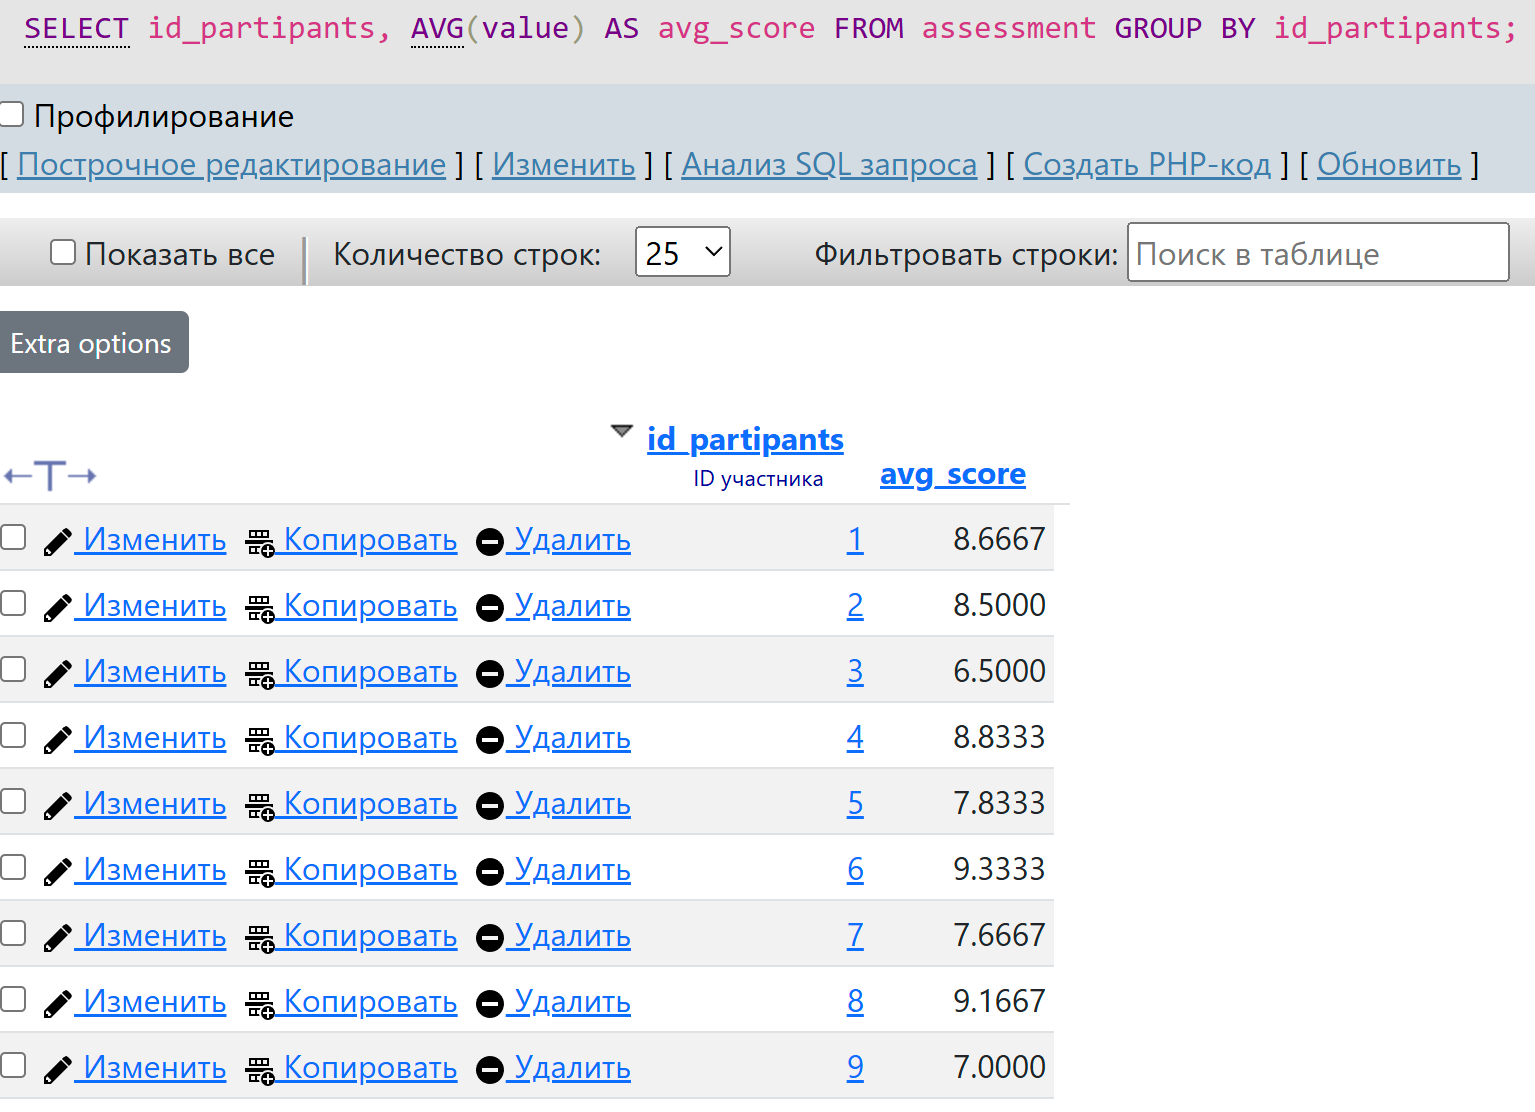 SELECT id_partipants, AVG(value) AS avg_score FROM assessment GROUP BY id_partipants;
Профилирование
[ Построчное редактирование ] [ Изменить ] [ Анализ SQL запроса ] [ Создать PHP-код ] [ Обновить ]
Показать все Количество строк: 25 Фильтровать строки: Поиск в таблице
Extra options
id_partipants
ID участника
avg_score
←T→
Изменить Копировать Удалить 1 8.6667
Изменить Копировать Удалить 2 8.5000
Изменить Копировать Удалить 3 6.5000
Изменить Копировать Удалить 4 8.8333
Изменить Копировать Удалить 5 7.8333
Изменить Копировать Удалить 6 9.3333
Изменить Копировать Удалить 7 7.6667
Изменить Копировать Удалить 8 9.1667
Изменить Копировать Удалить 9 7.0000